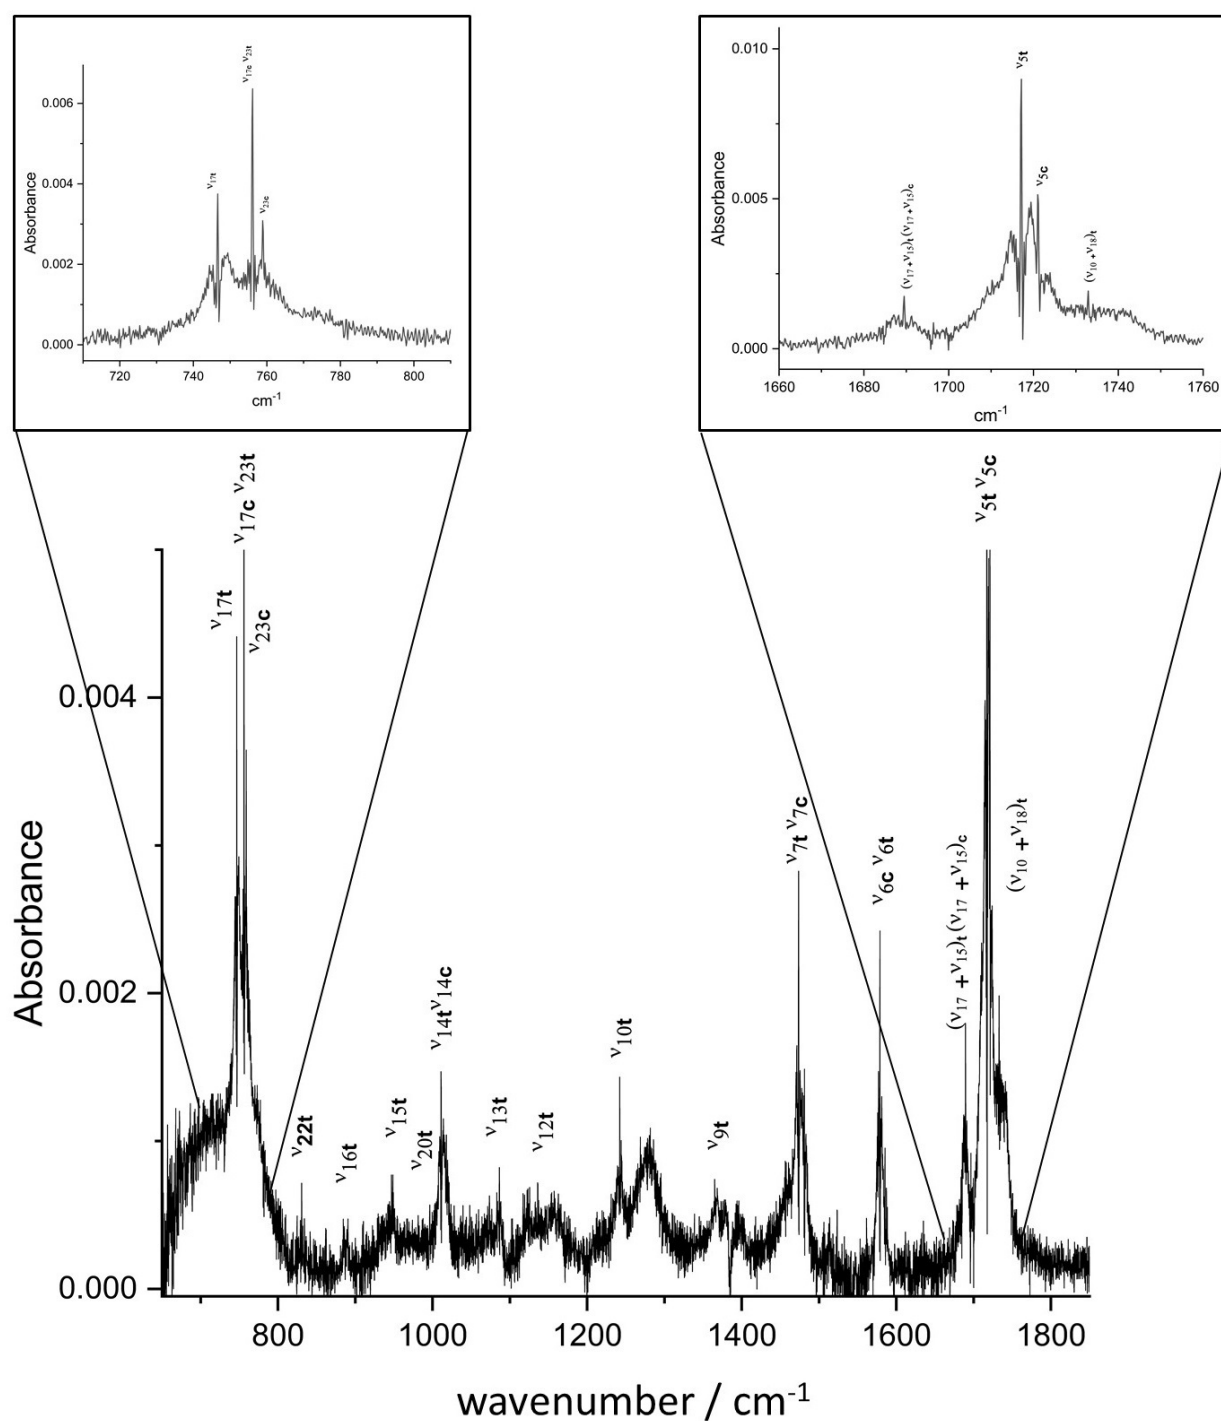 ν17c ν23t
ν17t
ν23c
0.006
0.004
0.002
0.000
Absorbance
720 740 760 780 800
cm-1
ν5t
ν5c
(ν17 + ν15)t (ν17 + ν15)c
(ν10 + ν18)t
0.010
0.005
0.000
Absorbance
1660 1680 1700 1720 1740 1760
cm-1
ν17c ν23t
ν17t
ν23c
ν22t
ν16t
ν15t
ν20t
ν14t ν14c
ν13t
ν12t
ν10t
ν9t
ν7t ν7c
ν6c ν6t
(ν17 + ν15)t (ν17 + ν15)c
ν5t ν5c
(ν10 + ν18)t
0.004
0.002
0.000
Absorbance
800 1000 1200 1400 1600 1800
wavenumber / cm-1